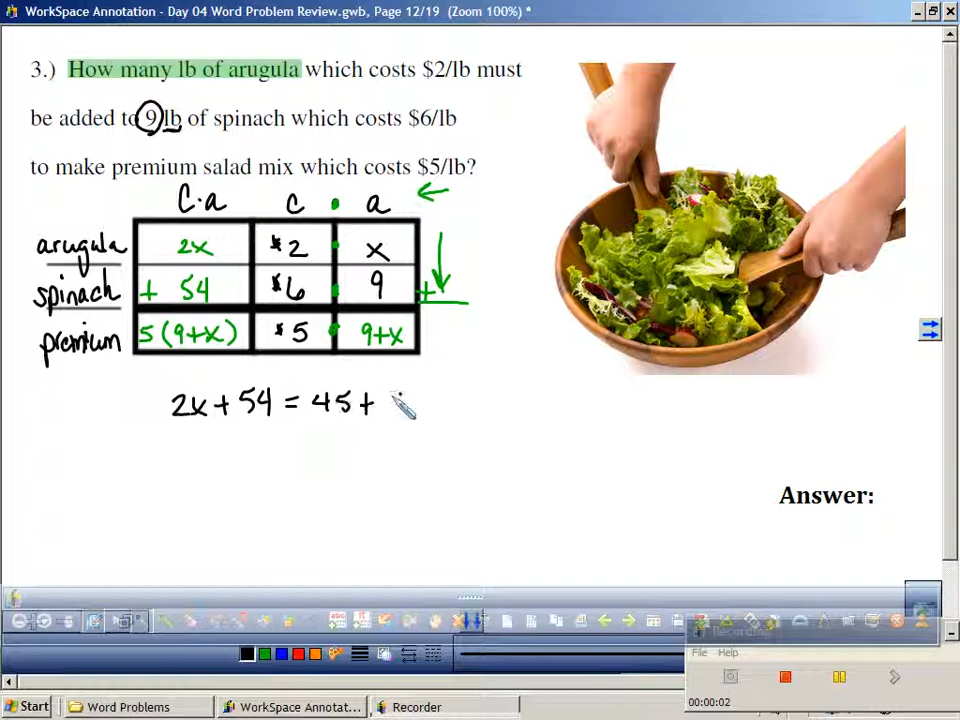 WorkSpace Annotation - Day 04 Word Problem Review.gwb, Page 12/19 (Zoom 100%) *
3.) How many lb of arugula which costs $2/lb must
be added to 9 lb of spinach which costs $6/lb
to make premium salad mix which costs $5/lb?
C·a c · a
arugula 2x $2 · x
spinach + 54 $6 · 9 +
premium 5(9+x) $5 · 9+x
2x + 54 = 45 +
Answer:
Recording
File Help
00:00:02
Start Word Problems WorkSpace Annotat... Recorder